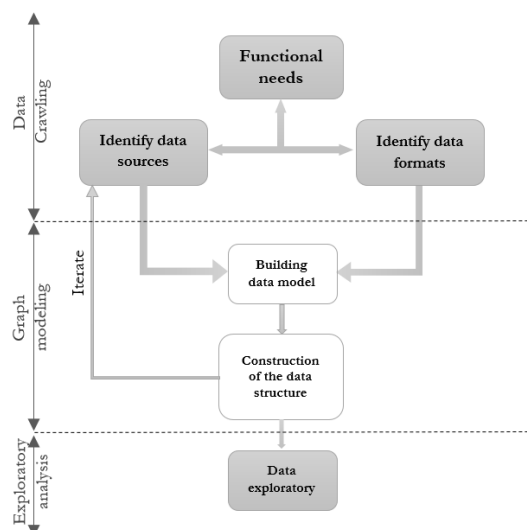 Functional
needs
Data
Crawling
Identify data
sources
Identify data
formats
Graph
modeling
Iterate
Building
data model
Construction
of the data
structure
Exploratory
analysis
Data
exploratory